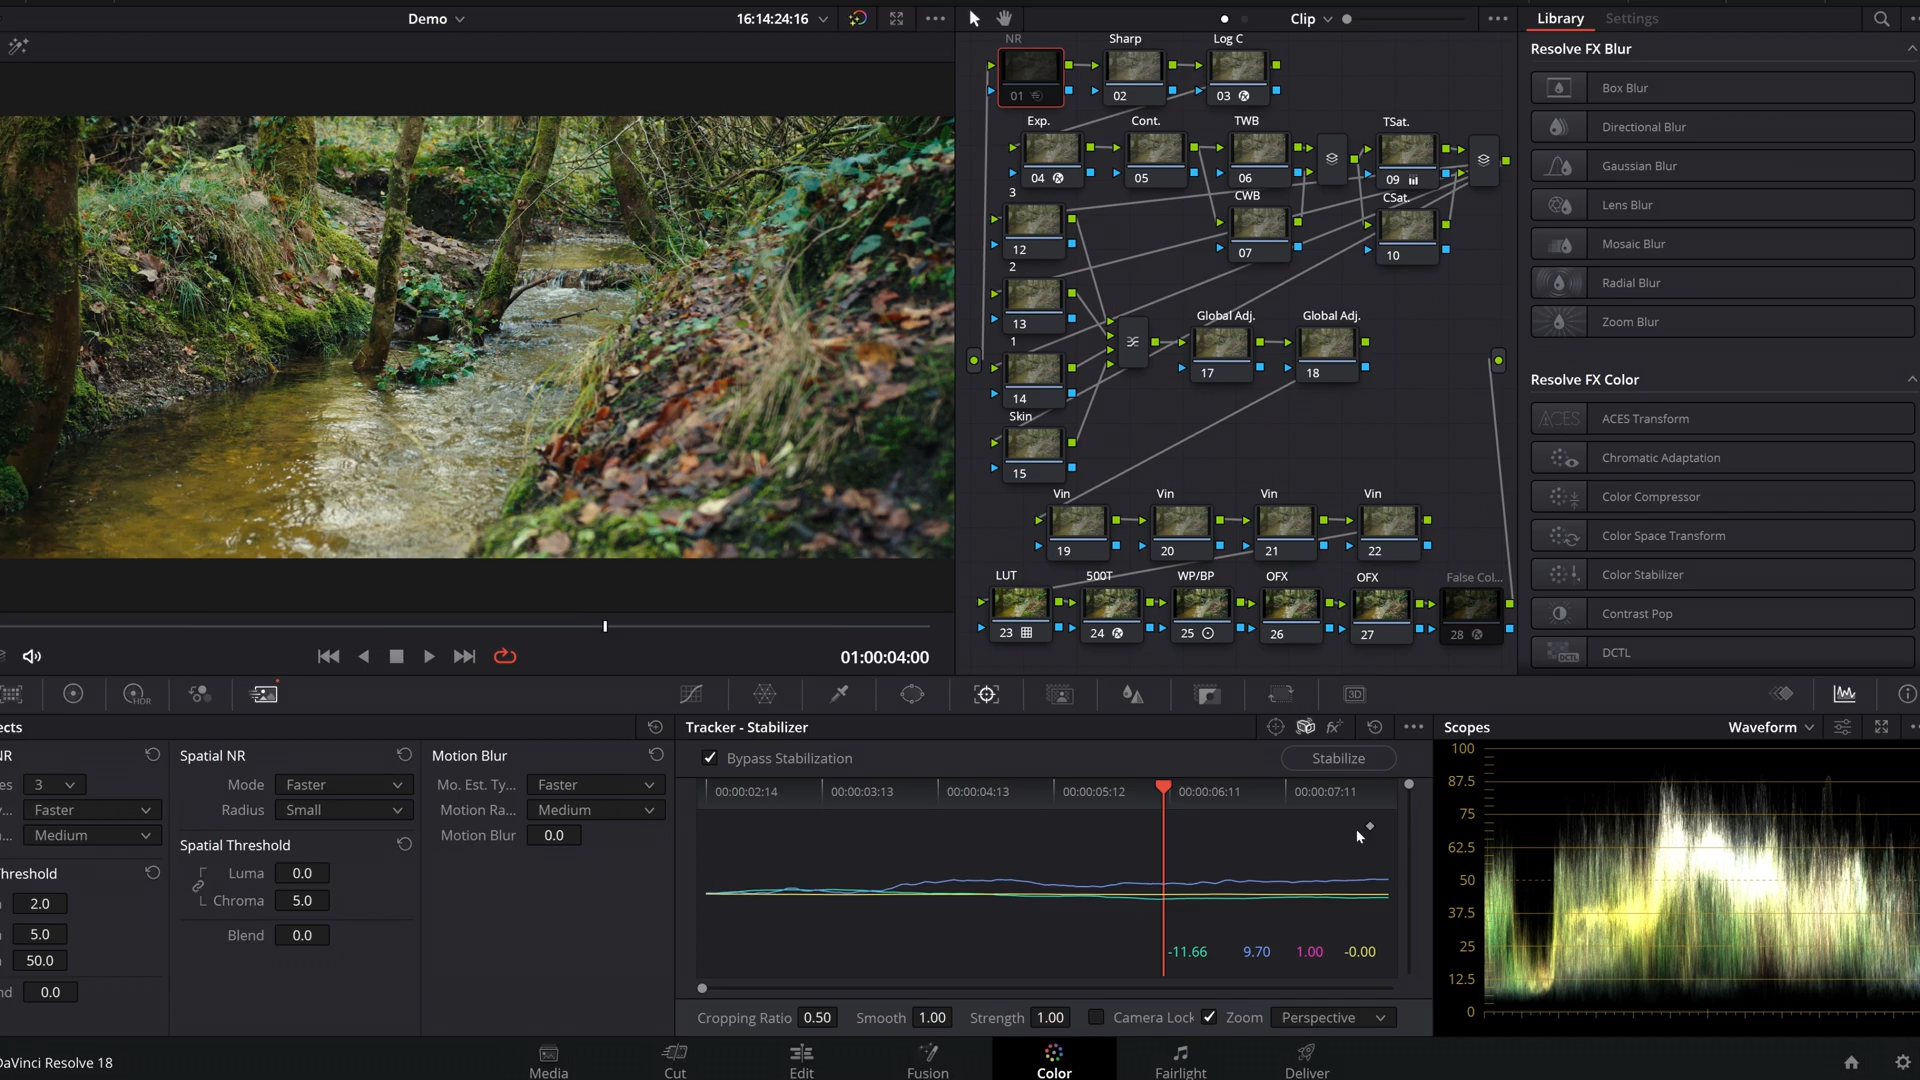 Demo
16:14:24:16
Clip
Library Settings
NR Sharp Log C
01 02 03
Exp. Cont. TWB TSat.
04 05 06 09
3 CWB CSat.
12 07 10
2
13
1 Global Adj. Global Adj.
17 18
14
Skin
15
Vin Vin Vin Vin
19 20 21 22
LUT 500T WP/BP OFX OFX False Col...
23 24 25 26 27 28
Resolve FX Blur
Box Blur
Directional Blur
Gaussian Blur
Lens Blur
Mosaic Blur
Radial Blur
Zoom Blur
Resolve FX Color
ACES ACES Transform
Chromatic Adaptation
Color Compressor
Color Space Transform
Color Stabilizer
Contrast Pop
DCTL DCTL
01:00:04:00
HDR
3D
ects
R
es 3
... Faster
... Medium
hreshold
2.0
5.0
50.0
nd 0.0
Spatial NR
Mode Faster
Radius Small
Spatial Threshold
Luma 0.0
Chroma 5.0
Blend 0.0
Motion Blur
Mo. Est. Ty... Faster
Motion Ra... Medium
Motion Blur 0.0
Tracker - Stabilizer
Bypass Stabilization Stabilize
00:00:02:14 00:00:03:13 00:00:04:13 00:00:05:12 00:00:06:11 00:00:07:11
-11.66 9.70 1.00 -0.00
Cropping Ratio 0.50 Smooth 1.00 Strength 1.00 Camera Lock Zoom Perspective
Scopes Waveform
100
87.5
75
62.5
50
37.5
25
12.5
0
DaVinci Resolve 18
Media Cut Edit Fusion Color Fairlight Deliver